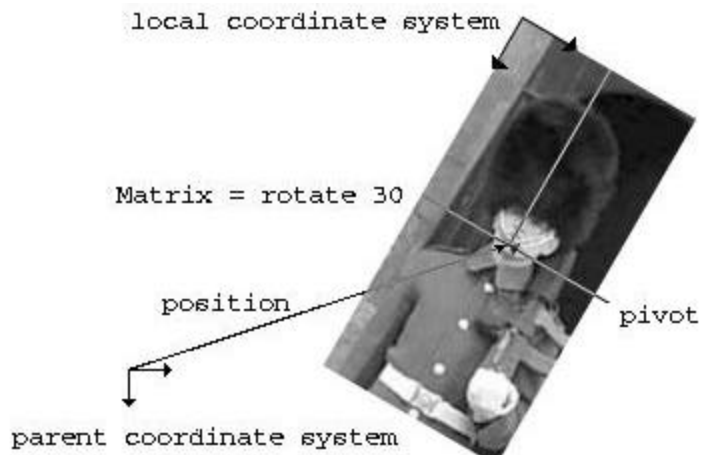 local coordinate system
Matrix = rotate 30
position
pivot
parent coordinate system